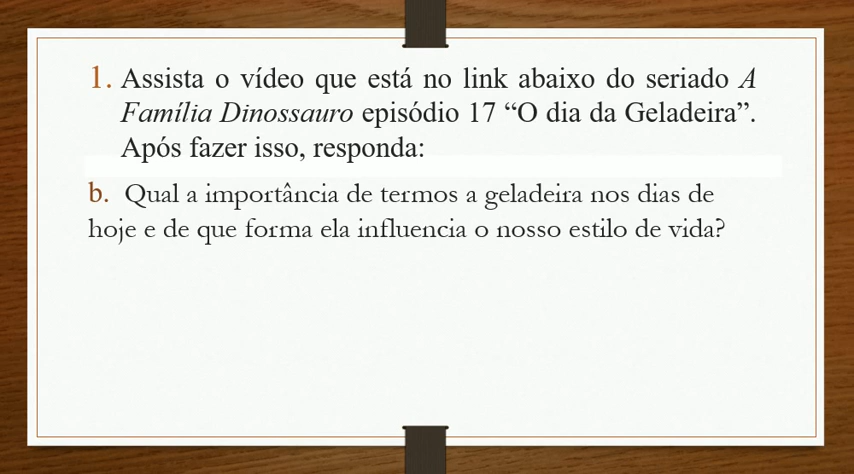 1. Assista o vídeo que está no link abaixo do seriado A
Família Dinossauro episódio 17 “O dia da Geladeira”.
Após fazer isso, responda:
b. Qual a importância de termos a geladeira nos dias de
hoje e de que forma ela influencia o nosso estilo de vida?